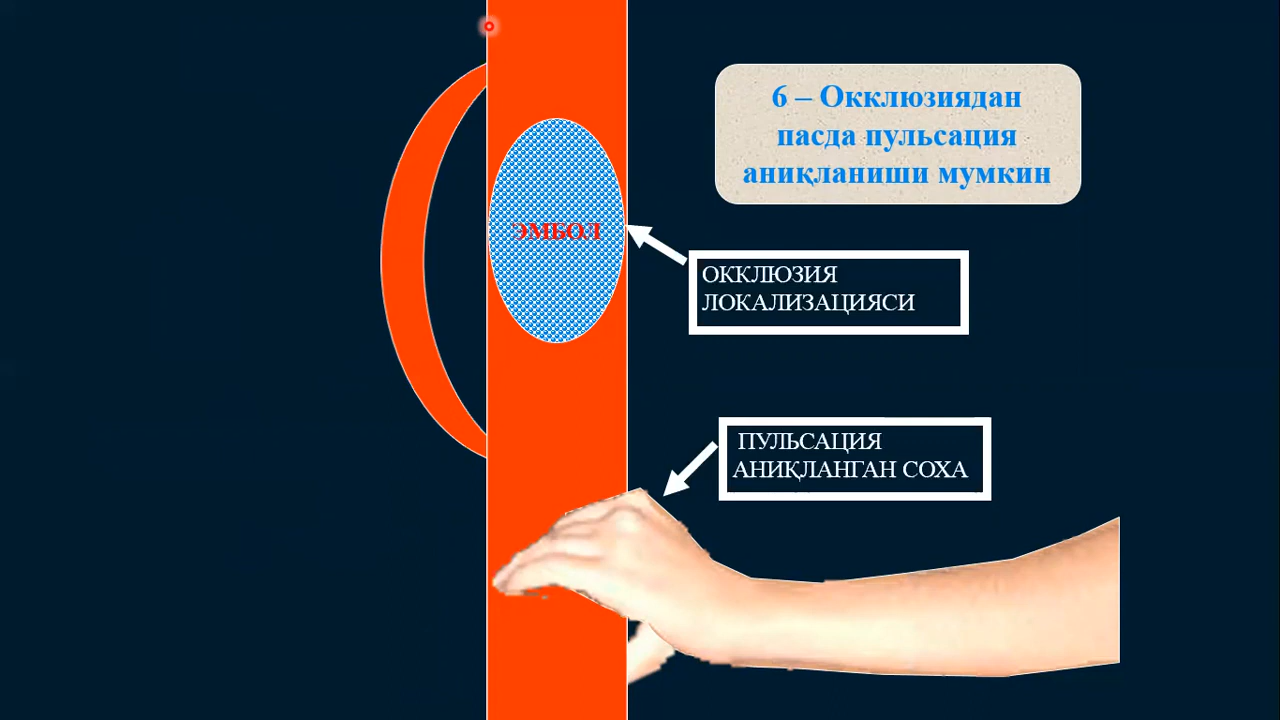 6 – Окклюзиядан
пасда пульсация
аниқланиши мумкин
ЭМБОЛ
ОККЛЮЗИЯ
ЛОКАЛИЗАЦИЯСИ
ПУЛЬСАЦИЯ
АНИҚЛАНГАН СОХА